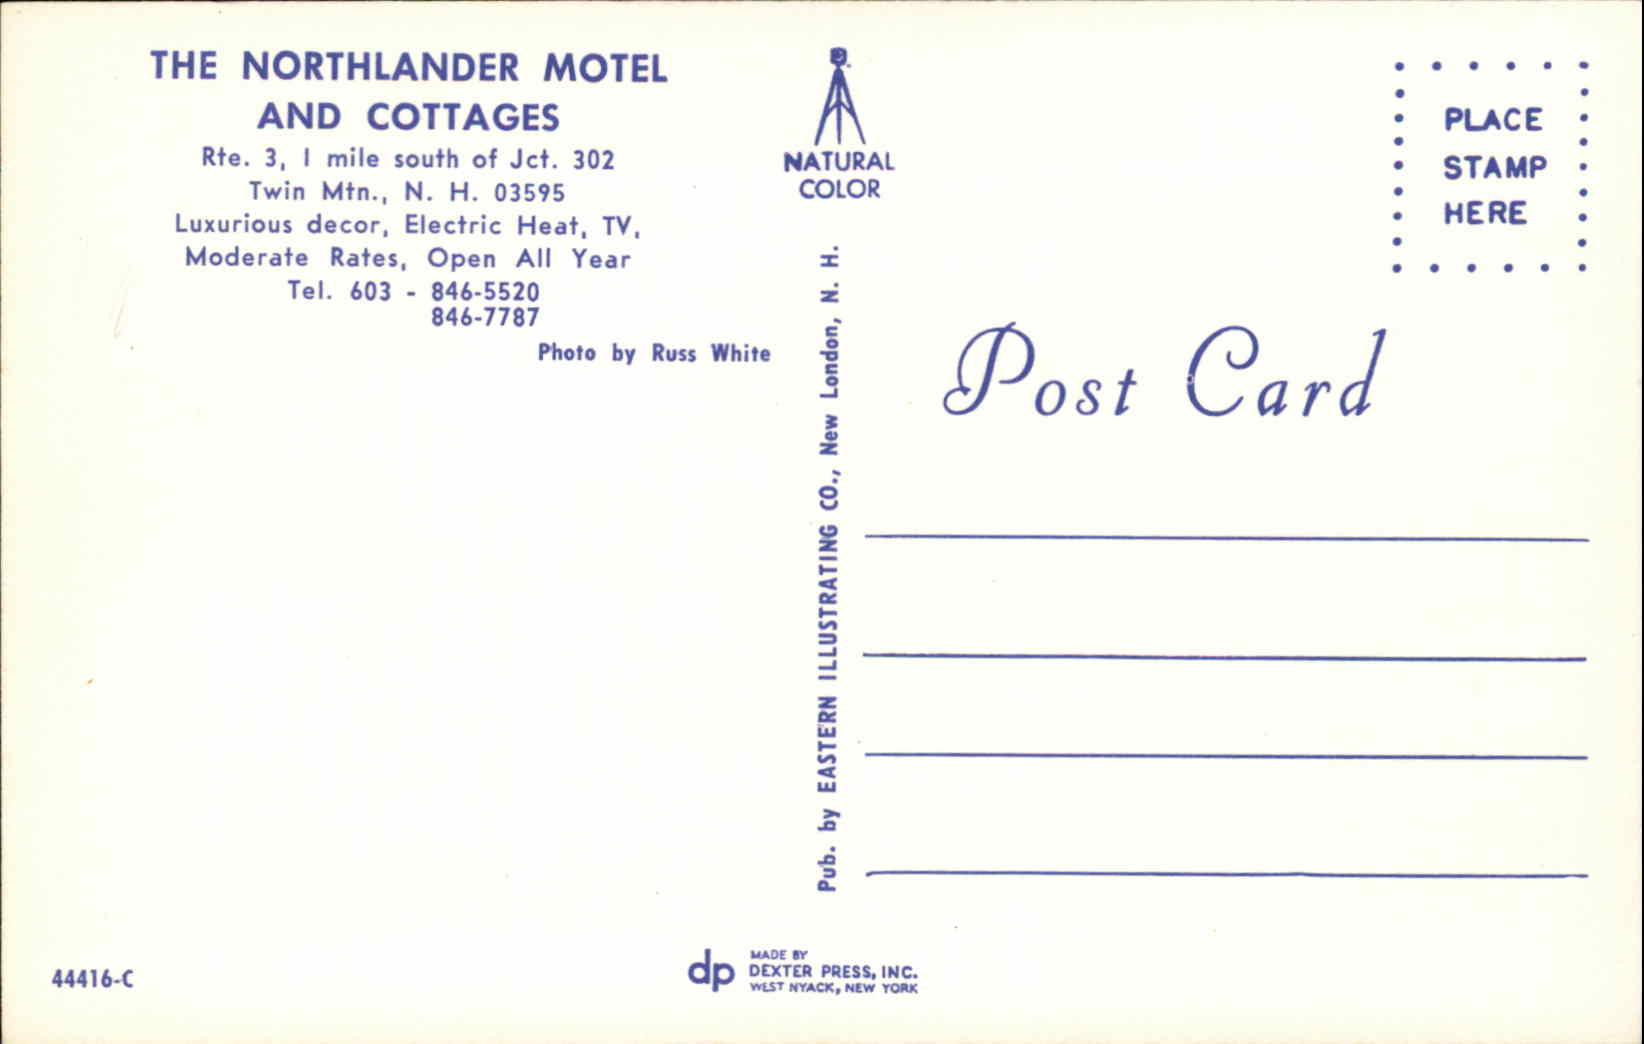 THE NORTHLANDER MOTEL
AND COTTAGES
Rte. 3, 1 mile south of Jct. 302
Twin Mtn., N. H. 03595
Luxurious decor, Electric Heat, TV,
Moderate Rates, Open All Year
Tel. 603 - 846-5520
846-7787
Photo by Russ White
NATURAL
COLOR
Pub. by EASTERN ILLUSTRATING CO., New London, N. H.
PLACE
STAMP
HERE
Post Card
44416-C
dp
MADE BY
DEXTER PRESS, INC.
WEST NYACK, NEW YORK